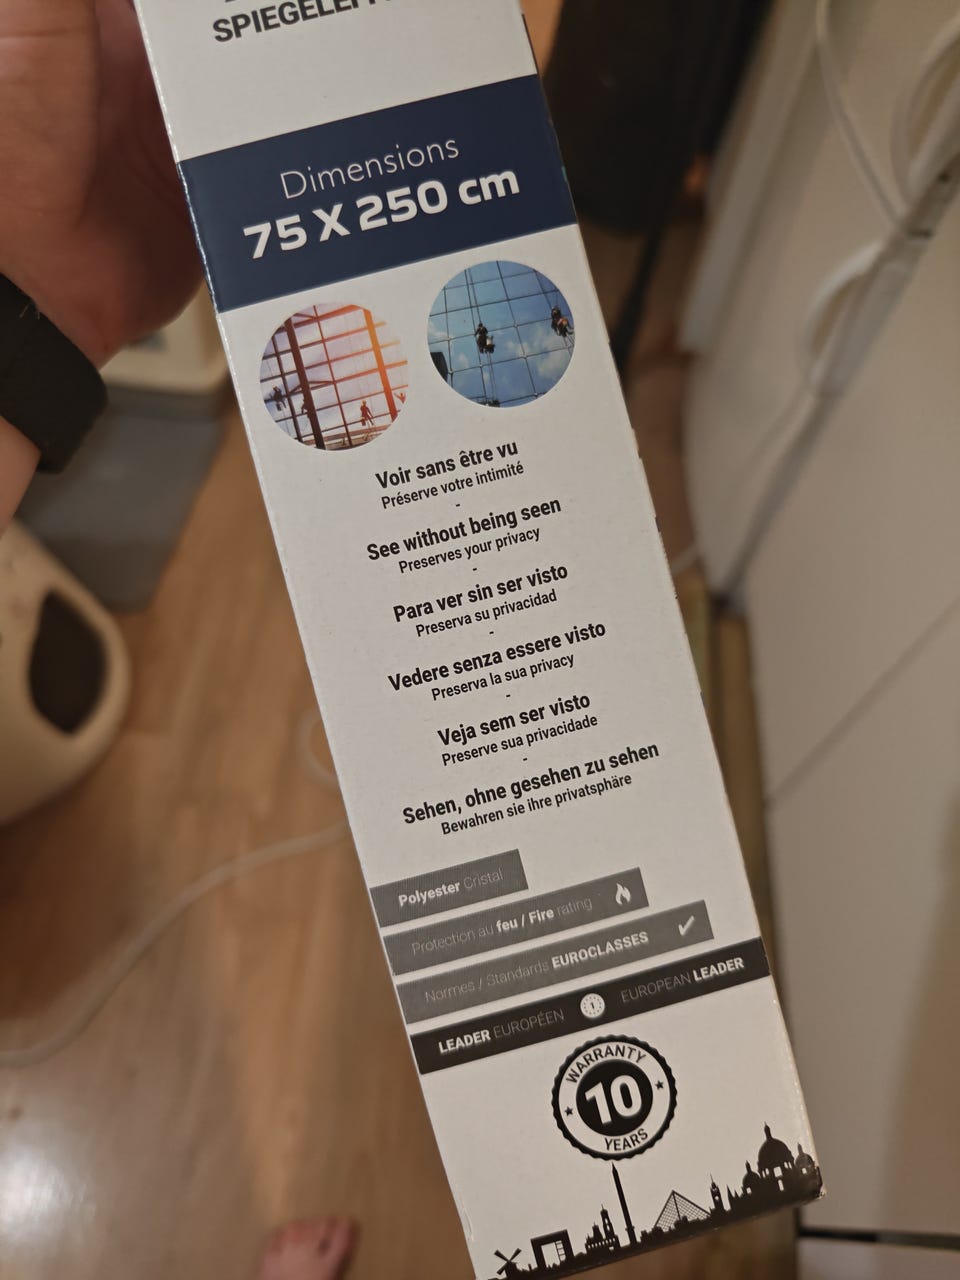 Dimensions
75 X 250 cm
Voir sans être vu
Préserve votre intimité
-
See without being seen
Preserves your privacy
-
Para ver sin ser visto
Preserva su privacidad
-
Vedere senza essere visto
Preserva la sua privacy
-
Veja sem ser visto
Preserve sua privacidade
-
Sehen, ohne gesehen zu sehen
Bewahren sie ihre privatsphäre
Polyester Cristal
Protection au feu / Fire rating
Normes / Standards EUROCLASSES
LEADER EUROPÉEN 1 EUROPEAN LEADER
WARRANTY
10
YEARS